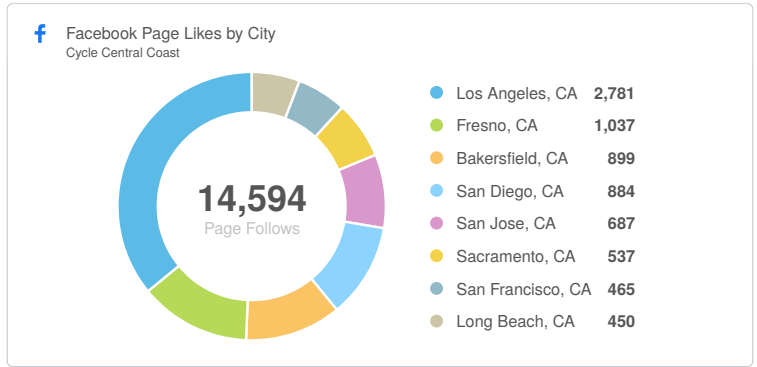 Facebook Page Likes by City
Cycle Central Coast
14,594
Page Follows
Los Angeles, CA 2,781
Fresno, CA 1,037
Bakersfield, CA 899
San Diego, CA 884
San Jose, CA 687
Sacramento, CA 537
San Francisco, CA 465
Long Beach, CA 450